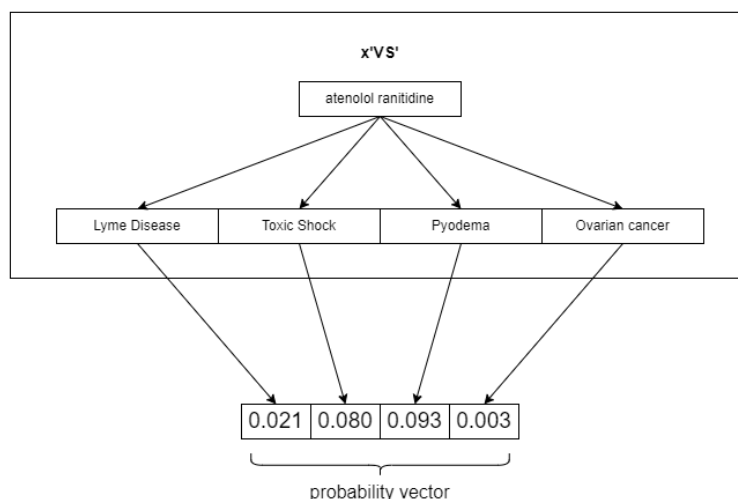 x'VS'
atenolol ranitidine
Lyme Disease Toxic Shock Pyodema Ovarian cancer
0.021 0.080 0.093 0.003
probability vector